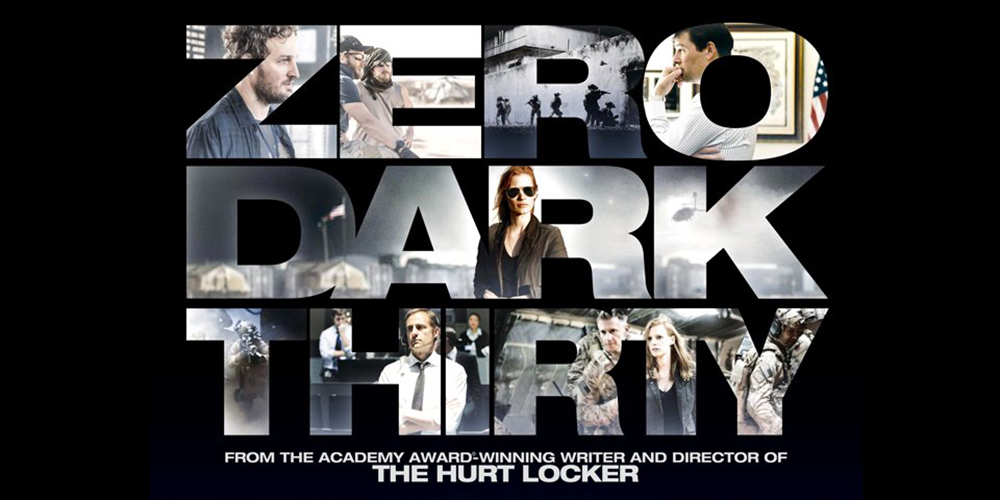 ZERO
DARK
THIRTY
FROM THE ACADEMY AWARD-WINNING WRITER AND DIRECTOR OF
THE HURT LOCKER